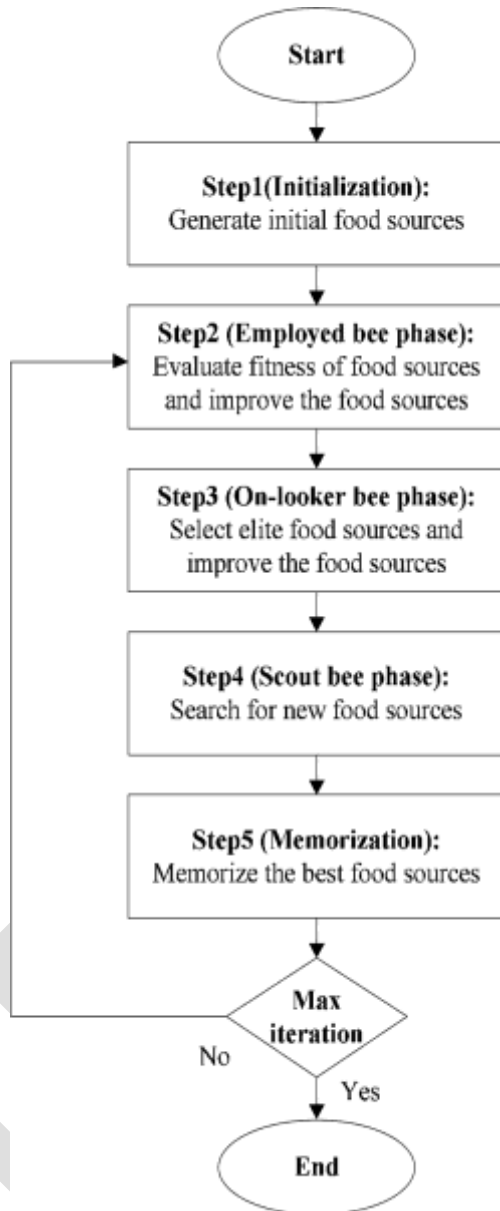 Start
Step1(Initialization):
Generate initial food sources
Step2 (Employed bee phase):
Evaluate fitness of food sources
and improve the food sources
Step3 (On-looker bee phase):
Select elite food sources and
improve the food sources
Step4 (Scout bee phase):
Search for new food sources
Step5 (Memorization):
Memorize the best food sources
Max
iteration
No
Yes
End